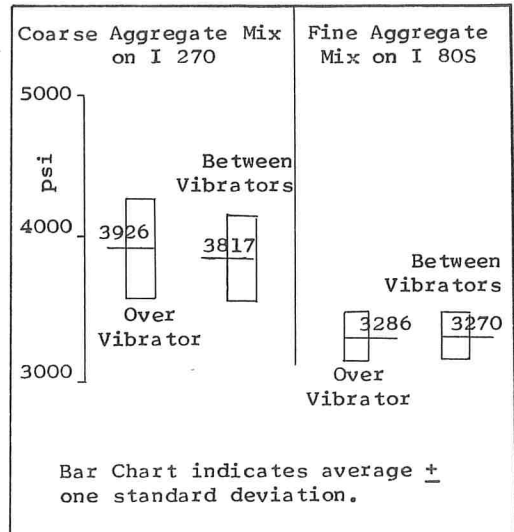 Coarse Aggregate Mix
on I 270
Fine Aggregate
Mix on I 80S
5000
psi
4000
3000
Between
Vibrators
3926
3817
Over
Vibrator
Between
Vibrators
3286
3270
Over
Vibrator
Bar Chart indicates average ±
one standard deviation.